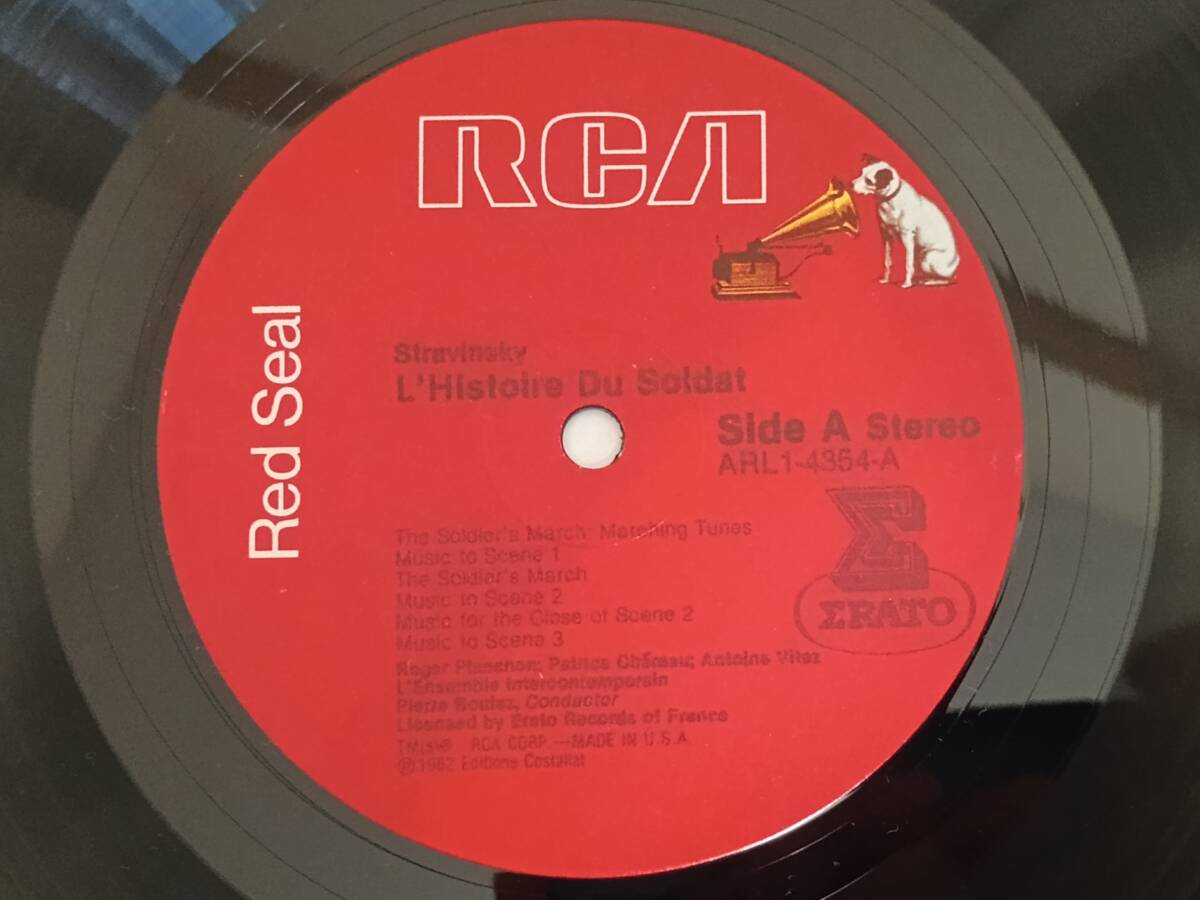 RCA
Red Seal
Stravinsky
L'Histoire Du Soldat
Side A Stereo
ARL1-4354-A
The Soldier's March: Marching Tunes
Music to Scene 1
The Soldier's March
Music to Scene 2
Music for the Close of Scene 2
Music to Scene 3
Σ
ΣRATO
Roger Planchon; Patrice Chéreau; Antoine Vitez
L'Ensemble Intercontemporain
Pierre Boulez, Conductor
Licensed by Erato Records of France
TM(s)® RCA CORP —MADE IN U.S.A.
℗ 1982 Editions Costallat